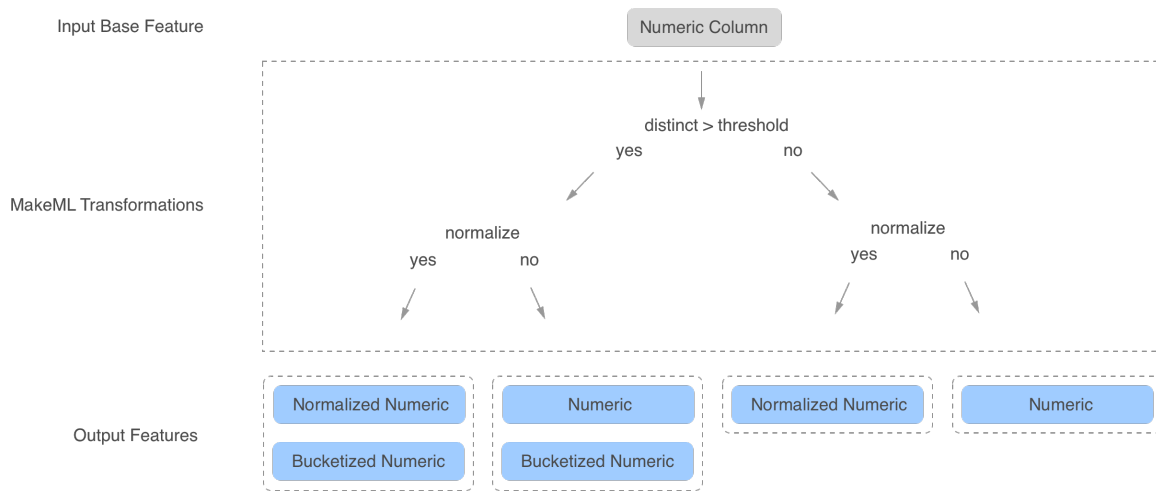 Input Base Feature
Numeric Column
distinct > threshold
yes
no
MakeML Transformations
normalize
yes
no
normalize
yes
no
Output Features
Normalized Numeric
Bucketized Numeric
Numeric
Bucketized Numeric
Normalized Numeric
Numeric